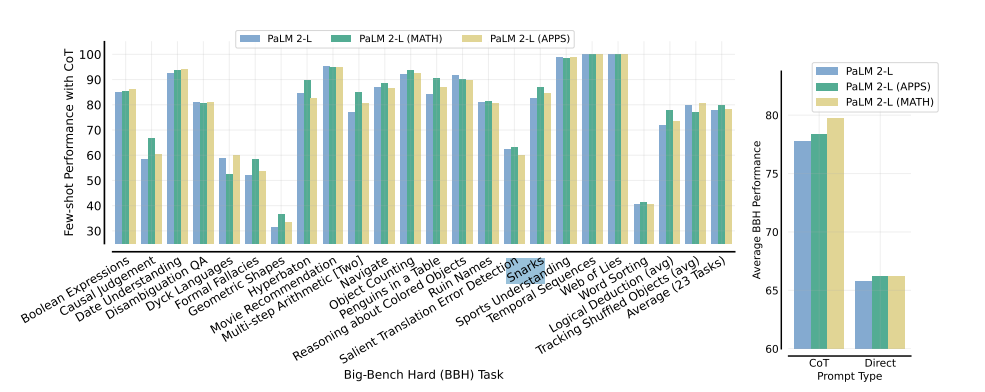 PaLM 2-L PaLM 2-L (MATH) PaLM 2-L (APPS)
Few-shot Performance with CoT
100
90
80
70
60
50
40
30
Boolean Expressions
Causal Judgement
Date Understanding
Disambiguation QA
Dyck Languages
Formal Fallacies
Geometric Shapes
Hyperbaton
Movie Recommendation
Multi-step Arithmetic [Two]
Navigate
Object Counting
Penguins in a Table
Reasoning about Colored Objects
Ruin Names
Salient Translation Error Detection
Snarks
Sports Understanding
Temporal Sequences
Web of Lies
Word Sorting
Logical Deduction (avg)
Tracking Shuffled Objects (avg)
Average (23 Tasks)
Big-Bench Hard (BBH) Task
PaLM 2-L
PaLM 2-L (APPS)
PaLM 2-L (MATH)
Average BBH Performance
80
75
70
65
60
CoT Direct
Prompt Type